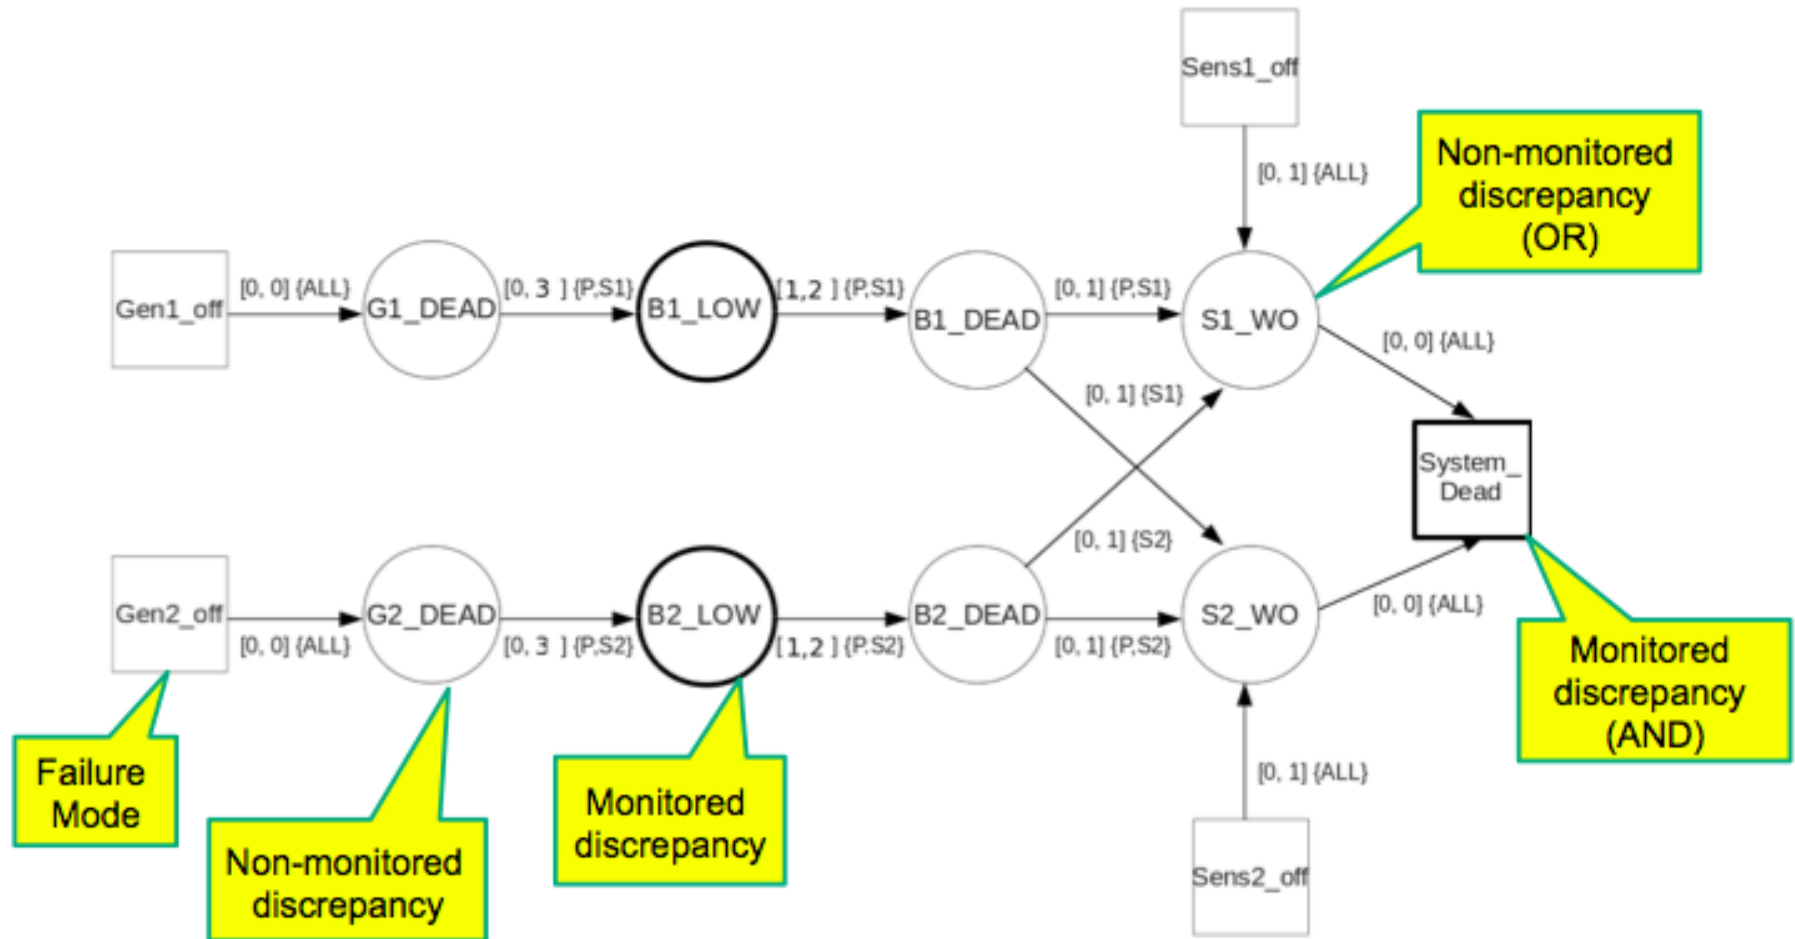 Sens1_off
[0, 1] {ALL}
Non-monitored
discrepancy
(OR)
Gen1_off
[0, 0] {ALL}
G1_DEAD
[0, 3 ] {P,S1}
B1_LOW
[1,2 ] {P,S1}
B1_DEAD
[0, 1] {P,S1}
S1_WO
[0, 0] {ALL}
[0, 1] {S1}
System_
Dead
[0, 1] {S2}
Gen2_off
[0, 0] {ALL}
G2_DEAD
[0, 3 ] {P,S2}
B2_LOW
[1,2 ] {P.S2}
B2_DEAD
[0, 1] {P,S2}
S2_WO
[0, 0] {ALL}
Monitored
discrepancy
(AND)
Failure
Mode
Non-monitored
discrepancy
Monitored
discrepancy
[0, 1] {ALL}
Sens2_off